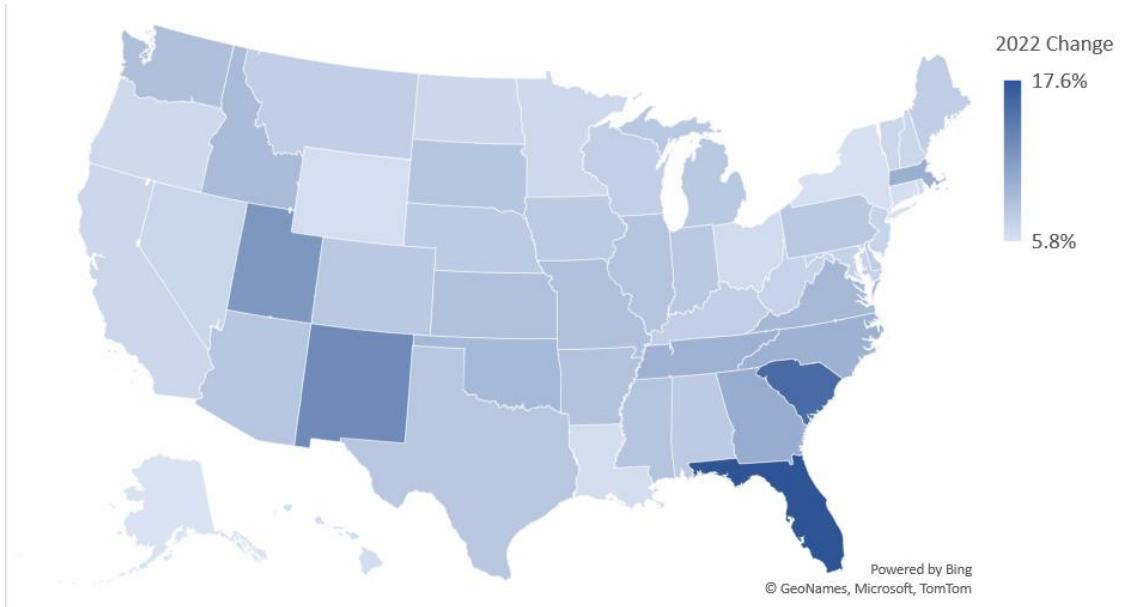 2022 Change
17.6%
5.8%
Powered by Bing
© GeoNames, Microsoft, TomTom